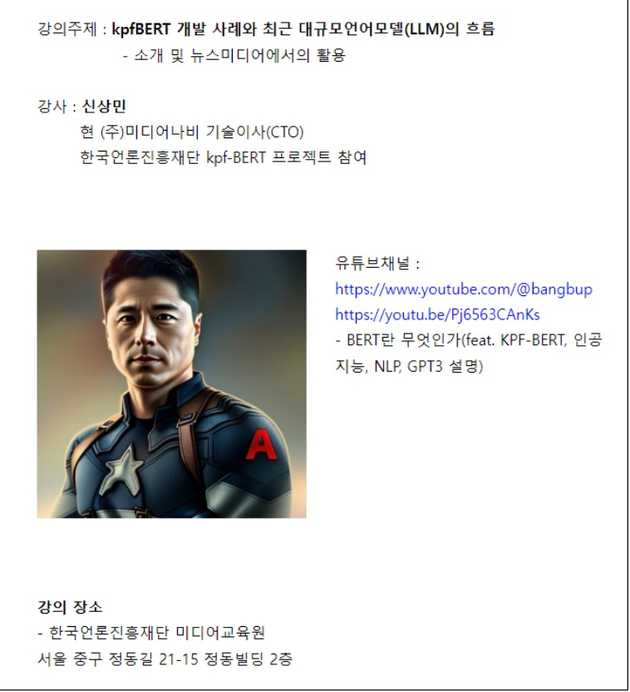 강의주제 : kpfBERT 개발 사례와 최근 대규모언어모델(LLM)의 흐름
- 소개 및 뉴스미디어에서의 활용
강사 : 신상민
현 (주)미디어나비 기술이사(CTO)
한국언론진흥재단 kpf-BERT 프로젝트 참여
유튜브채널 :
https://www.youtube.com/@bangbup
https://youtu.be/Pj6563CAnKs
- BERT란 무엇인가(feat. KPF-BERT, 인공
지능, NLP, GPT3 설명)
A
강의 장소
- 한국언론진흥재단 미디어교육원
서울 중구 정동길 21-15 정동빌딩 2층